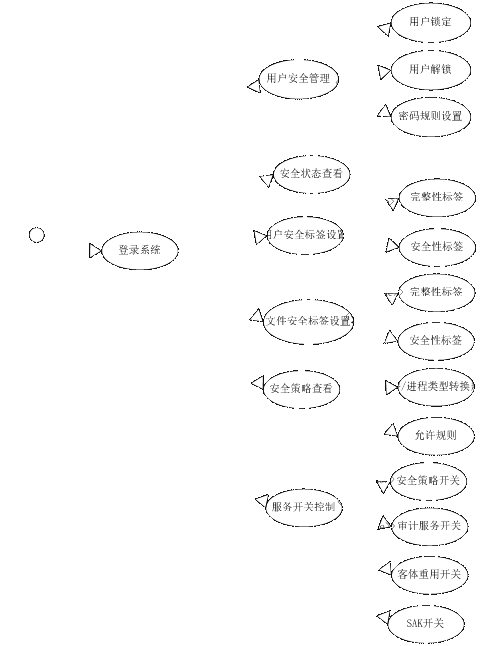 用户锁定
用户解锁
用户安全管理
密码规则设置
安全状态查看
完整性标签
户安全标签设置
安全性标签
登录系统
完整性标签
文件安全标签设置
安全性标签
安全策略查看
/进程类型转换
允许规则
安全策略开关
服务开关控制
审计服务开关
客体重用开关
SAK开关